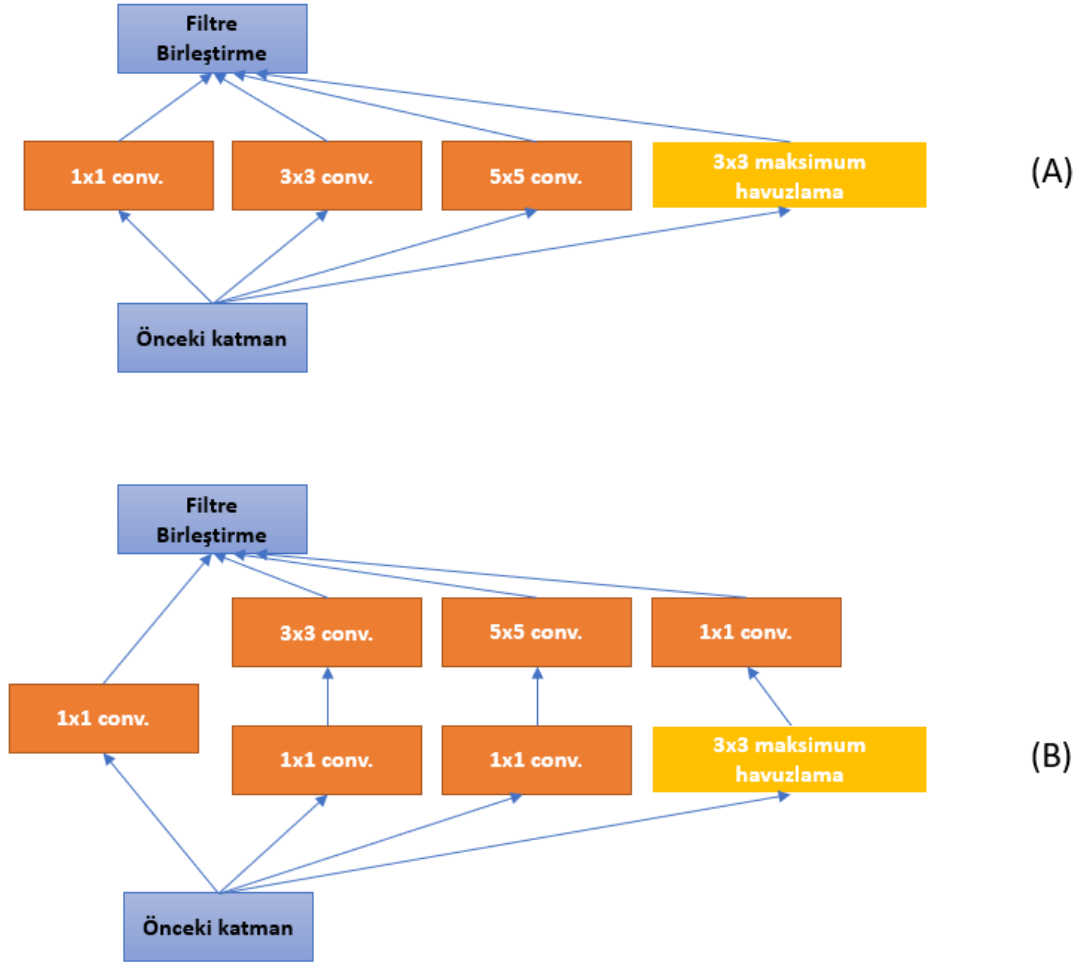 Filtre
Birleştirme
1x1 conv.
3x3 conv.
5x5 conv.
3x3 maksimum
havuzlama
(A)
Önceki katman
Filtre
Birleştirme
3x3 conv.
5x5 conv.
1x1 conv.
1x1 conv.
1x1 conv.
1x1 conv.
3x3 maksimum
havuzlama
(B)
Önceki katman